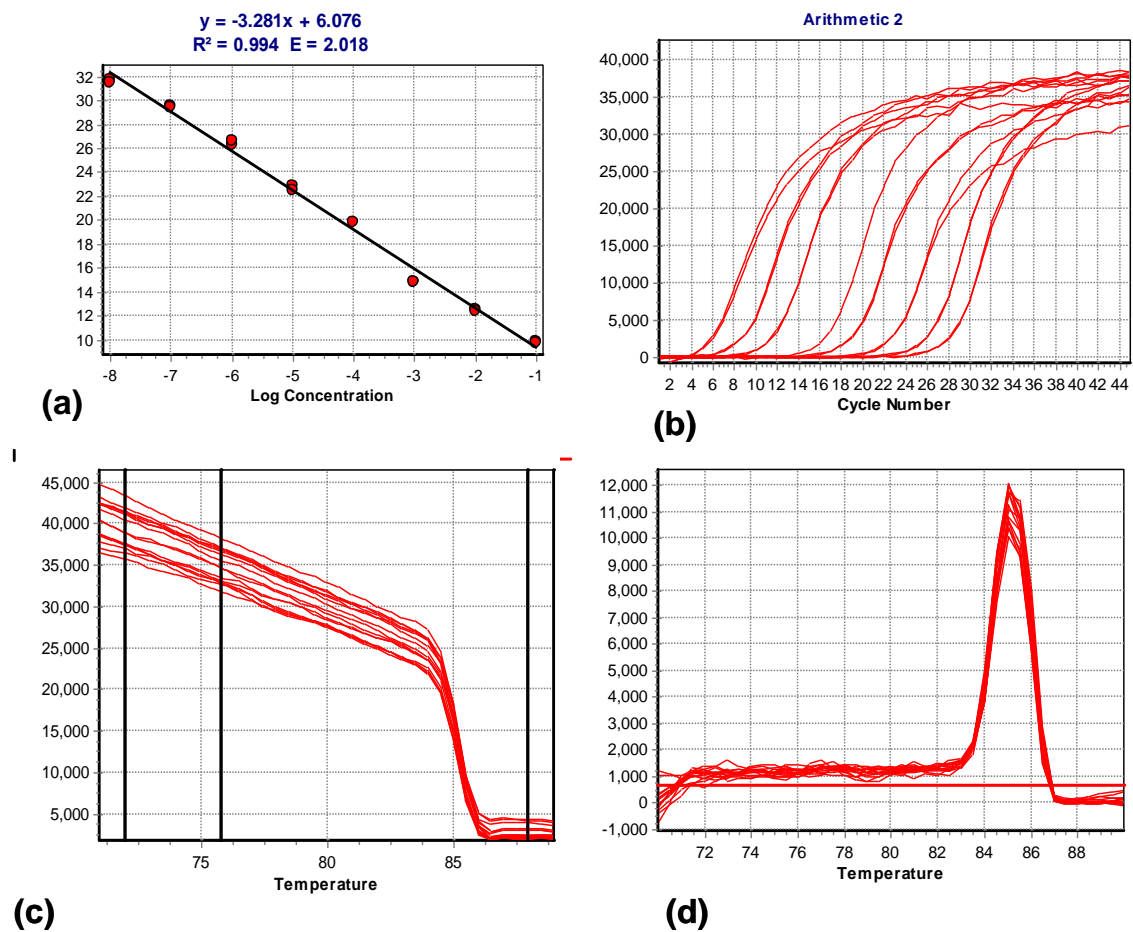 y = -3.281x + 6.076
R² = 0.994 E = 2.018
32
30
28
26
24
22
20
18
16
14
12
10
-8 -7 -6 -5 -4 -3 -2 -1
Log Concentration
(a)
Arithmetic 2
40,000
35,000
30,000
25,000
20,000
15,000
10,000
5,000
0
2 4 6 8 10 12 14 16 18 20 22 24 26 28 30 32 34 36 38 40 42 44
Cycle Number
(b)
45,000
40,000
35,000
30,000
25,000
20,000
15,000
10,000
5,000
75 80 85
Temperature
(c)
12,000
11,000
10,000
9,000
8,000
7,000
6,000
5,000
4,000
3,000
2,000
1,000
0
-1,000
72 74 76 78 80 82 84 86 88
Temperature
(d)